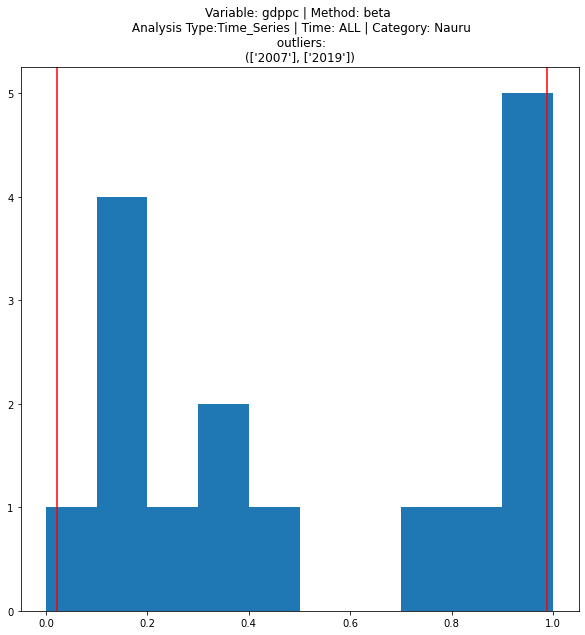 Variable: gdppc | Method: beta
Analysis Type:Time_Series | Time: ALL | Category: Nauru
outliers:
(['2007'], ['2019'])
5
4
3
2
1
0
0.0 0.2 0.4 0.6 0.8 1.0